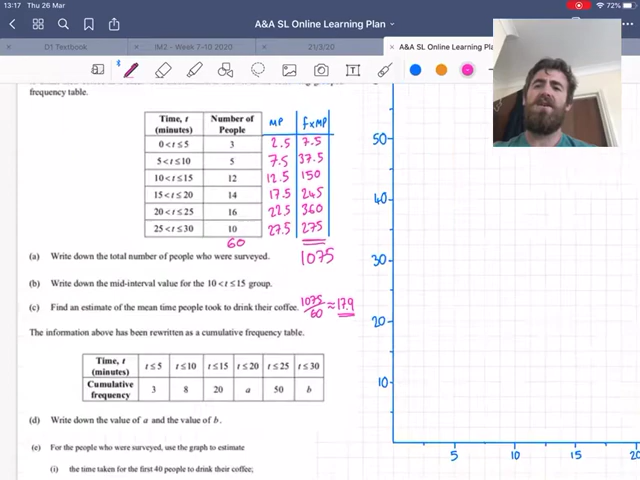 13:17 Thu 26 Mar
72%
A&A SL Online Learning Plan
D1 Textbook
IM2 - Week 7-10 2020
21/3/20
A&A SL Online Learning Plan
frequency table.
Time, t (minutes) Number of People MP f×MP
0 < t ≤ 5 3 2.5 7.5
5 < t ≤ 10 5 7.5 37.5
10 < t ≤ 15 12 12.5 150
15 < t ≤ 20 14 17.5 245
20 < t ≤ 25 16 22.5 360
25 < t ≤ 30 10 27.5 275
60
(a) Write down the total number of people who were surveyed. 1075
(b) Write down the mid-interval value for the 10 < t ≤ 15 group.
(c) Find an estimate of the mean time people took to drink their coffee. 1075/60 ≈ 17.9
The information above has been rewritten as a cumulative frequency table.
Time, t (minutes) t ≤ 5 t ≤ 10 t ≤ 15 t ≤ 20 t ≤ 25 t ≤ 30
Cumulative frequency 3 8 20 a 50 b
(d) Write down the value of a and the value of b.
(e) For the people who were surveyed, use the graph to estimate
(i) the time taken for the first 40 people to drink their coffee;
50
40
30
20
10
5 10 15 20